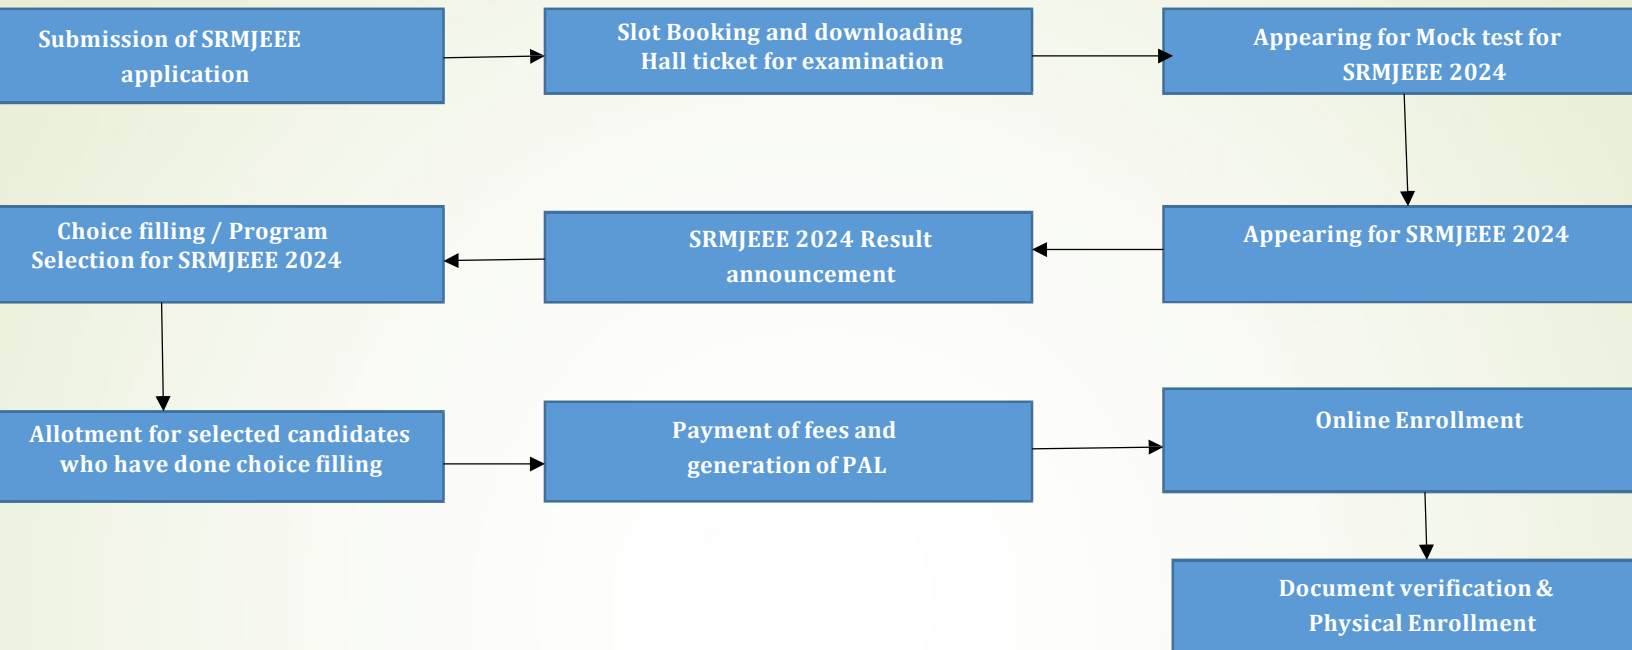 Submission of SRMJEEE
application
Slot Booking and downloading
Hall ticket for examination
Appearing for Mock test for
SRMJEEE 2024
Appearing for SRMJEEE 2024
SRMJEEE 2024 Result
announcement
Choice filling / Program
Selection for SRMJEEE 2024
Allotment for selected candidates
who have done choice filling
Payment of fees and
generation of PAL
Online Enrollment
Document verification &
Physical Enrollment